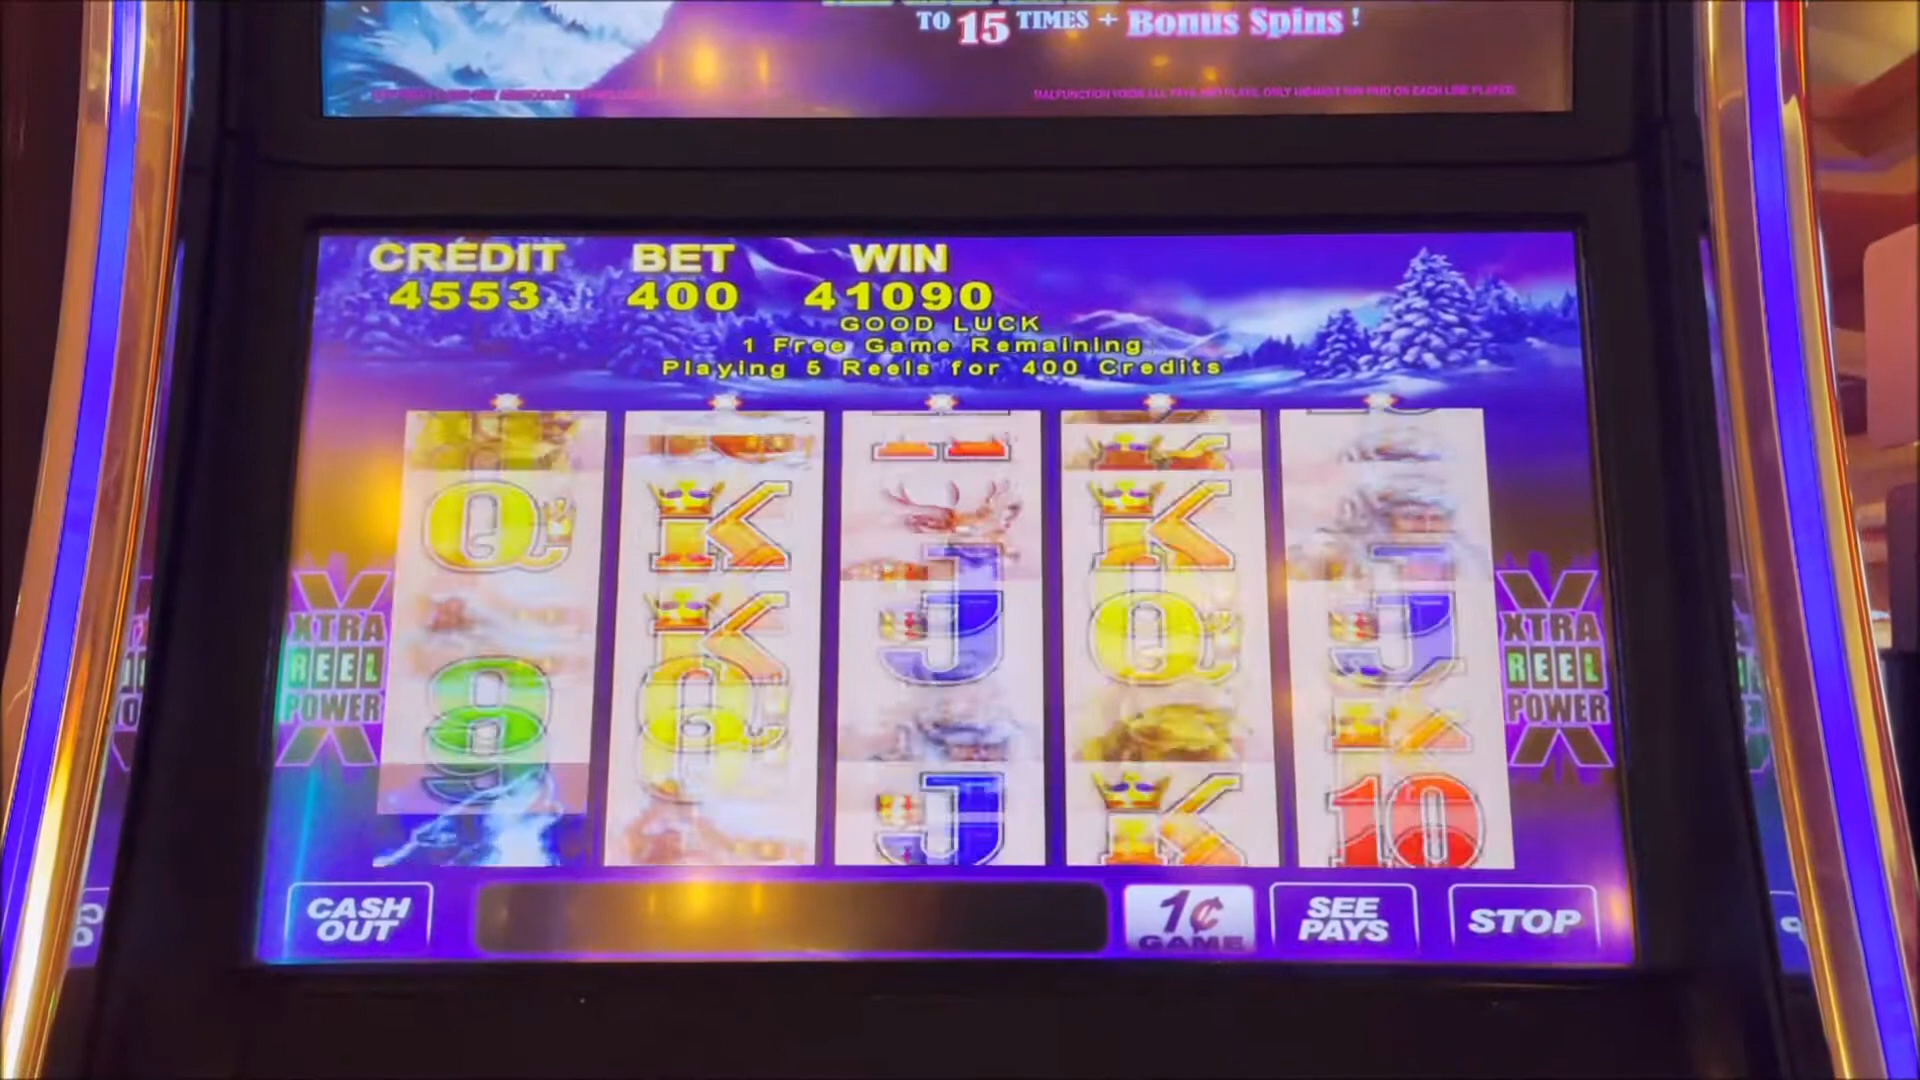 TO 15 TIMES + Bonus Spins!
MALFUNCTION VOIDS ALL PAYS AND PLAYS. ONLY HIGHEST WIN PAID ON EACH LINE PLAYED.
CREDIT BET WIN
4553 400 41090
GOOD LUCK
1 Free Game Remaining
Playing 5 Reels for 400 Credits
Q K K
K J Q J
9 Q
J K 10
XTRA
REEL
POWER
XTRA
REEL
POWER
CASH
OUT
1¢
GAME
SEE
PAYS
STOP